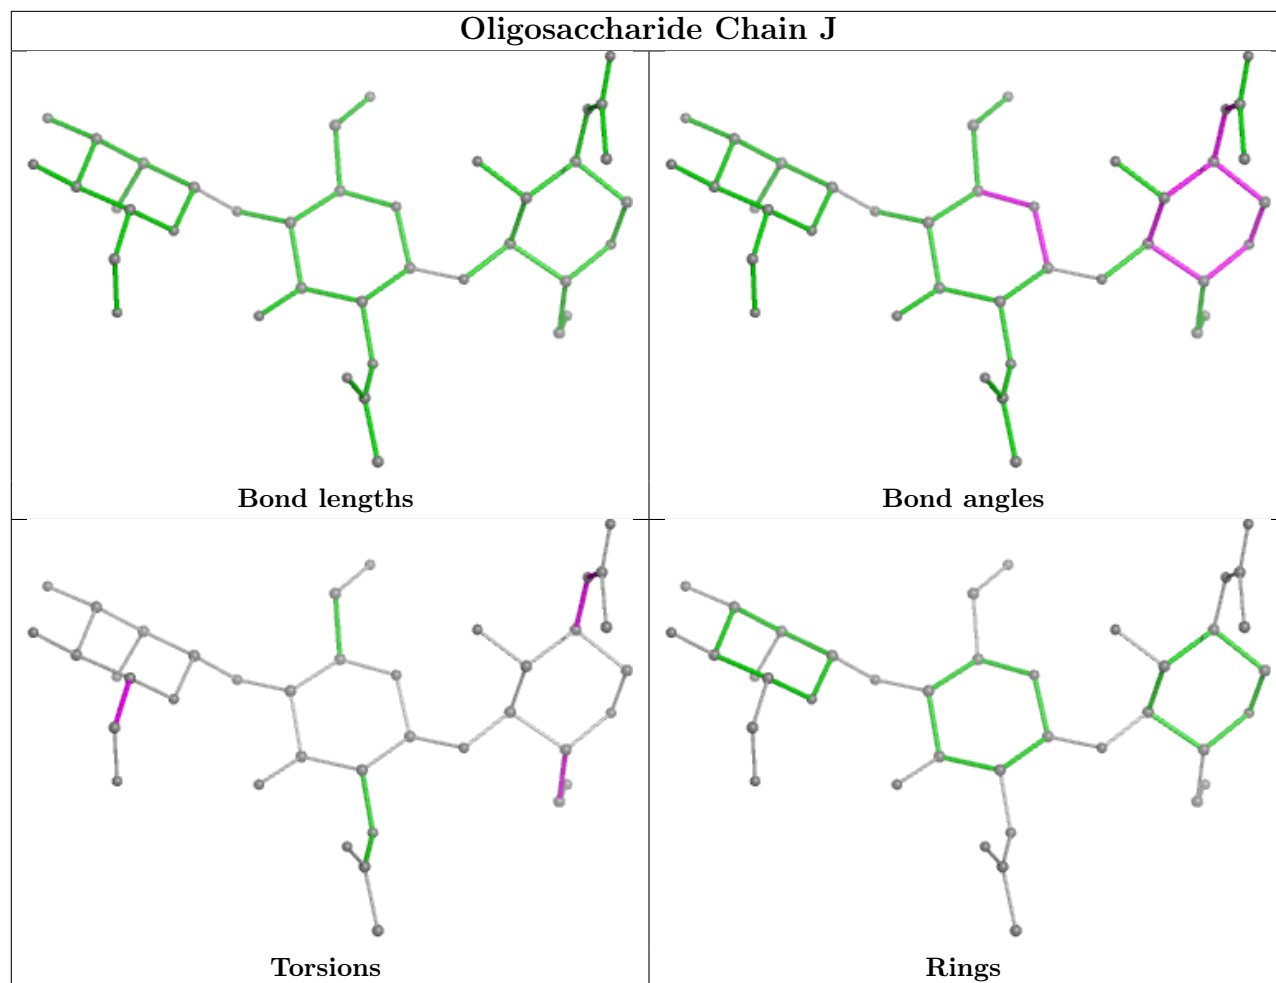 Oligosaccharide Chain J
Bond lengths
Bond angles
Torsions
Rings